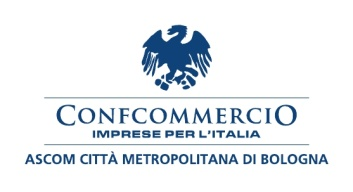 CONFCOMMERCIO
IMPRESE PER L'ITALIA
ASCOM CITTÀ METROPOLITANA DI BOLOGNA